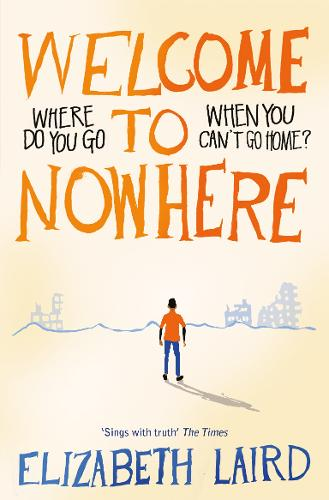 WELCOME
WHERE DO YOU GO
TO
WHEN YOU CAN'T GO HOME?
NOWHERE
'Sings with truth' The Times
ELIZABETH LAIRD